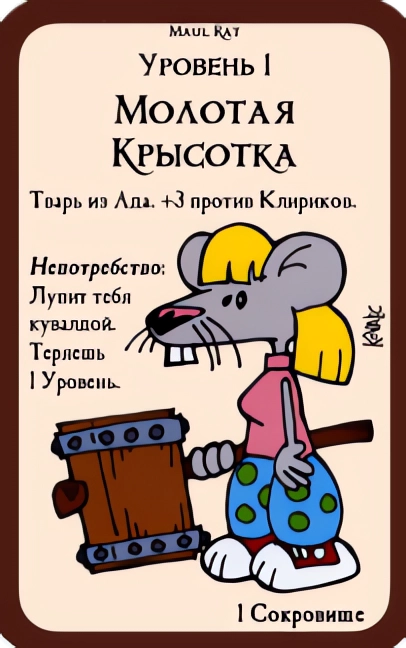 Maul Rat
Уровень 1
Молотая
Крысотка
Тварь из Ада. +3 против Клириков.
Непотребство:
Лупит тебя
кувалдой.
Теряешь
1 Уровень.
Kovalic
1 Сокровище